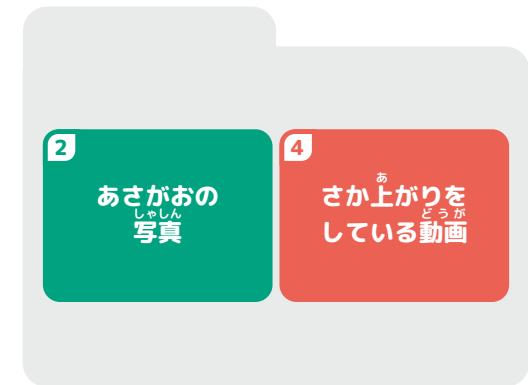 2
あさがおの
しゃしん
写真
4
あ
さか上がりを
どうが
している動画